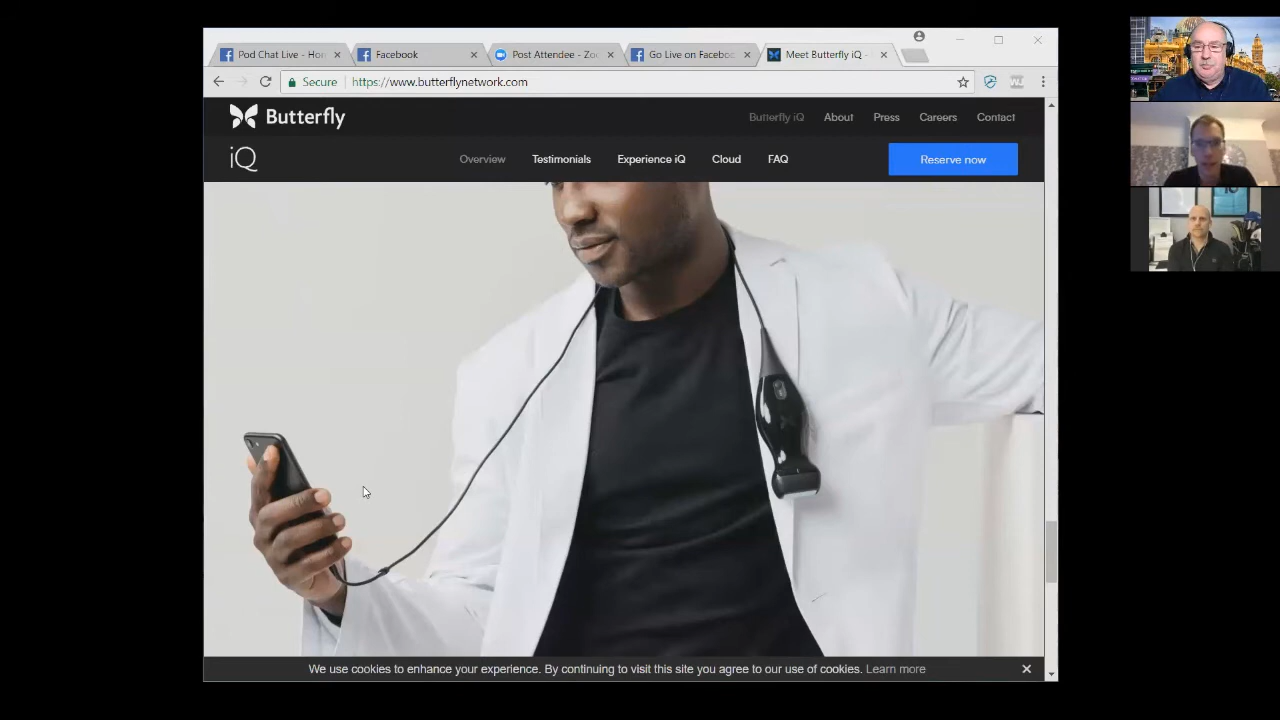 Pod Chat Live - Hon
Facebook
Post Attendee - Zoo
Go Live on Facebook
Meet Butterfly iQ -
Secure
https://www.butterflynetwork.com
Butterfly
Butterfly iQ
About
Press
Careers
Contact
iQ
Overview
Testimonials
Experience iQ
Cloud
FAQ
Reserve now
We use cookies to enhance your experience. By continuing to visit this site you agree to our use of cookies. Learn more